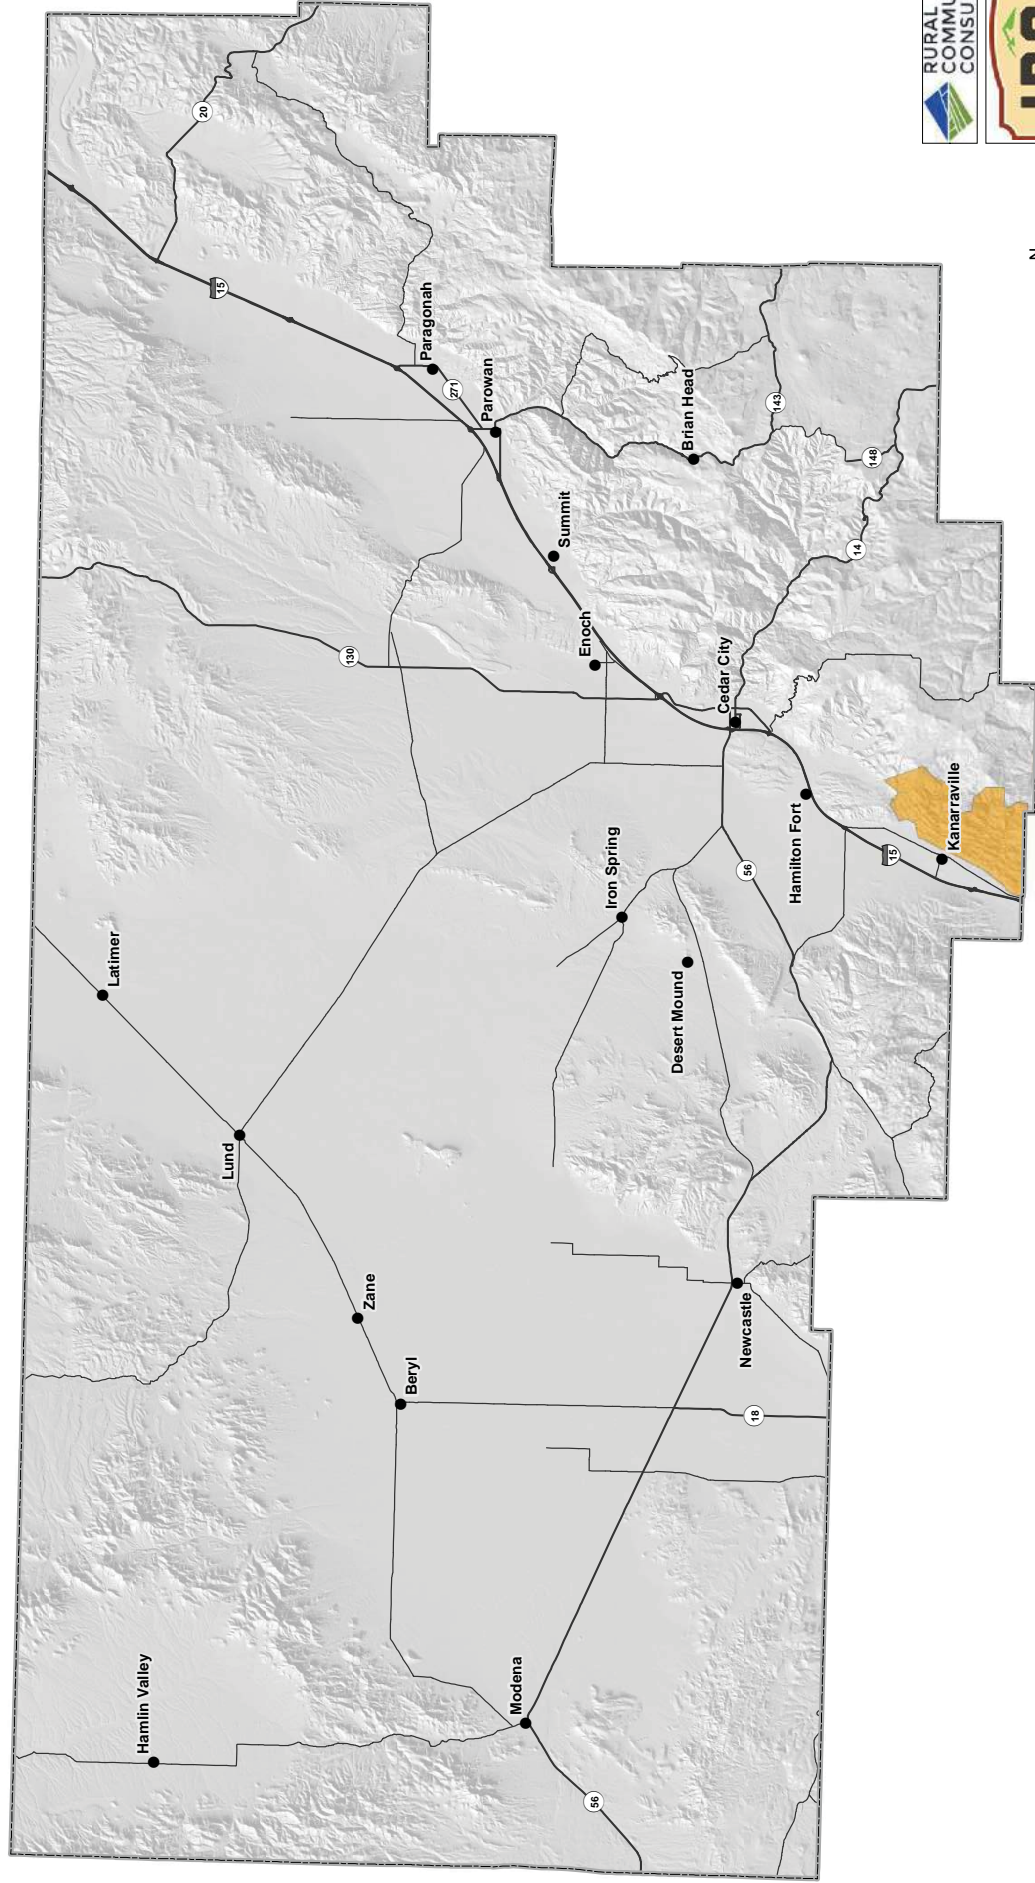 Latimer
Hamlin Valley
20
15
Lund
130
Zane
Beryl
Paragonah
271
Parowan
Modena
Summit
Enoch
56
Iron Spring
Desert Mound
Brian Head
Cedar City
Newcastle
56
18
143
Hamilton Fort
14
148
15
Kanarraville
RURAL
COMMU
CONSU
N